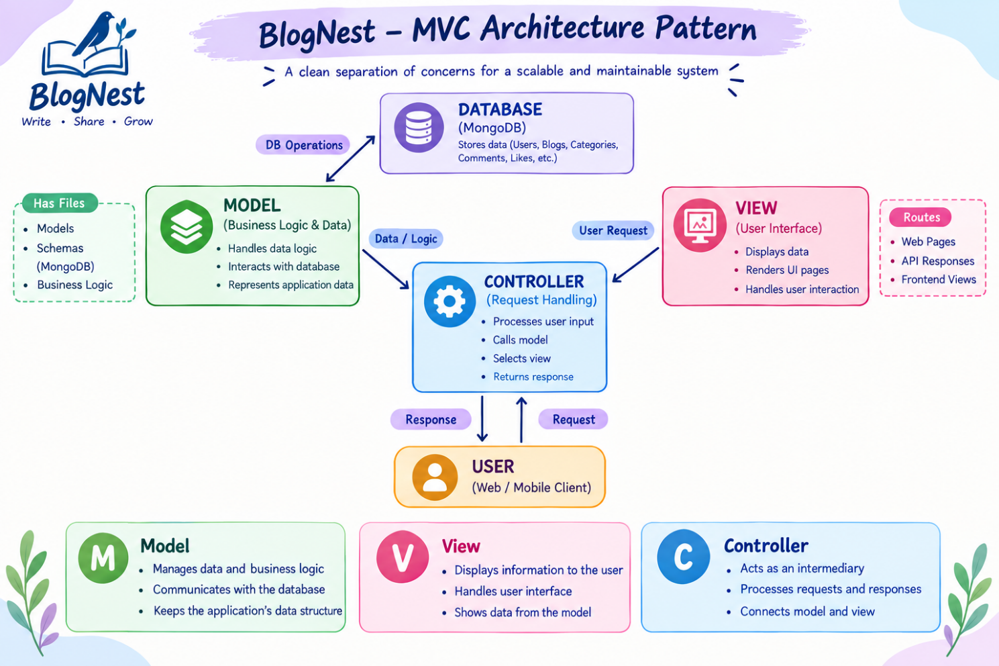 BlogNest – MVC Architecture Pattern
A clean separation of concerns for a scalable and maintainable system
BlogNest
Write • Share • Grow
DATABASE
(MongoDB)
Stores data (Users, Blogs, Categories,
Comments, Likes, etc.)
DB Operations
Has Files
• Models
• Schemas
(MongoDB)
• Business Logic
MODEL
(Business Logic & Data)
• Handles data logic
• Interacts with database
• Represents application data
Data / Logic
User Request
VIEW
(User Interface)
• Displays data
• Renders UI pages
• Handles user interaction
Routes
• Web Pages
• API Responses
• Frontend Views
CONTROLLER
(Request Handling)
• Processes user input
• Calls model
• Selects view
• Returns response
Response
Request
USER
(Web / Mobile Client)
M
Model
• Manages data and business logic
• Communicates with the database
• Keeps the application's data structure
V
View
• Displays information to the user
• Handles user interface
• Shows data from the model
C
Controller
• Acts as an intermediary
• Processes requests and responses
• Connects model and view